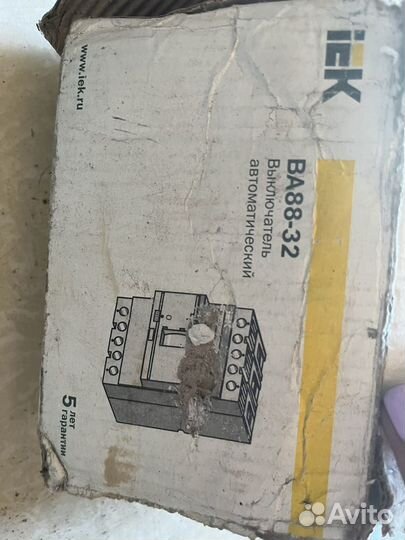 iEK
www.iek.ru
ВА88-32
Выключатель
автоматический
5 лет
гарантии
Avito